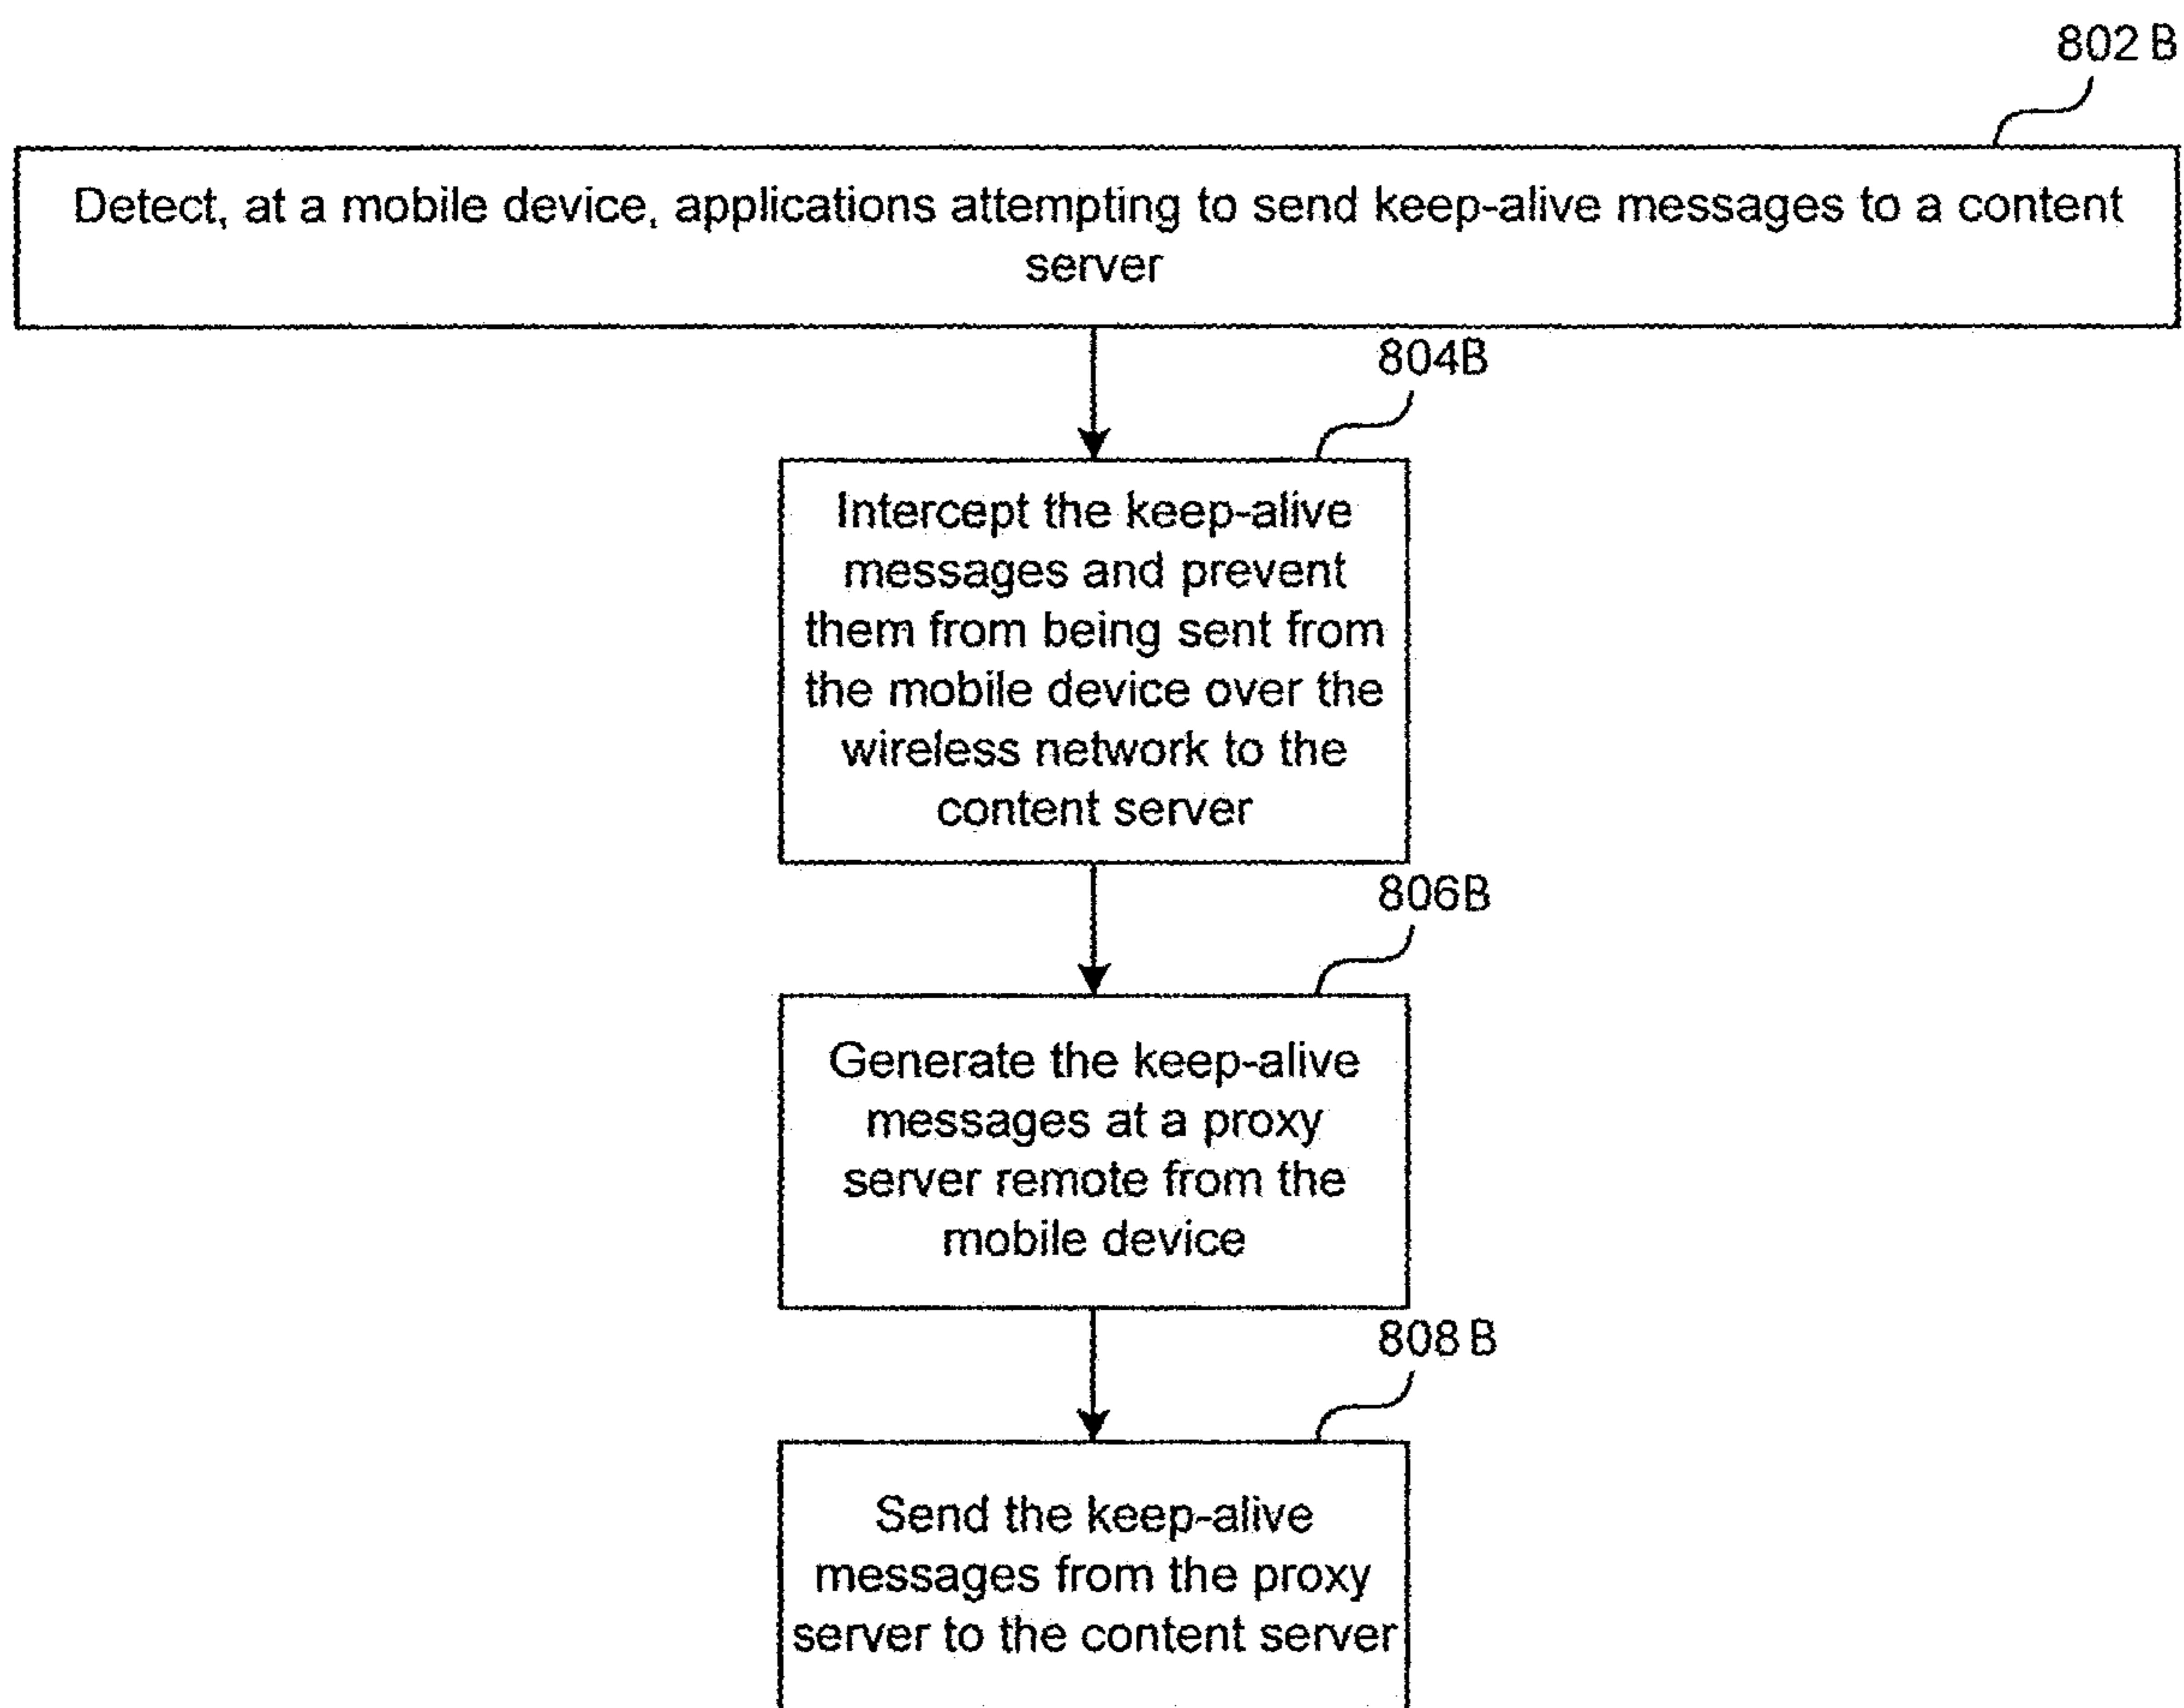 802 B
Detect, at a mobile device, applications attempting to send keep-alive messages to a content
server
804B
Intercept the keep-alive
messages and prevent
them from being sent from
the mobile device over the
wireless network to the
content server
806B
Generate the keep-alive
messages at a proxy
server remote from the
mobile device
808 B
Send the keep-alive
messages from the proxy
server to the content server